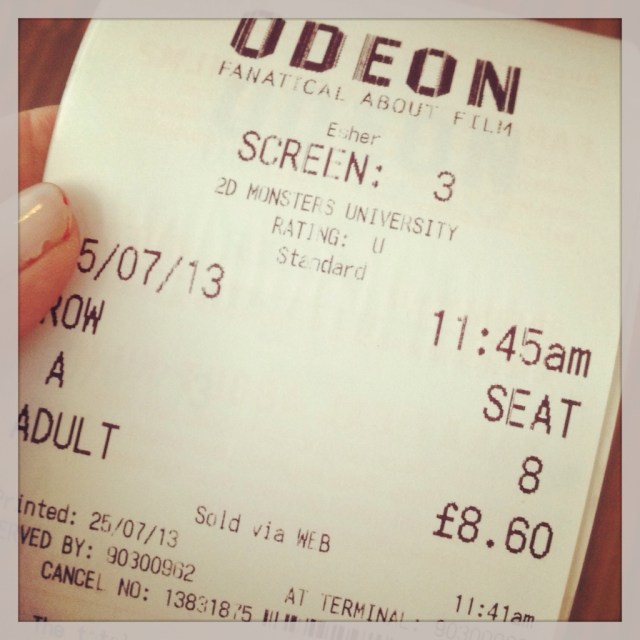 ODEON
FANATICAL ABOUT FILM
Esher
SCREEN: 3
2D MONSTERS UNIVERSITY
RATING: U
Standard
5/07/13 11:45am
ROW SEAT
A 8
ADULT £8.60
Sold via WEB
rinted: 25/07/13 11:41am
VED BY: 90300962 AT TERMINAL:
CANCEL NO: 13831875